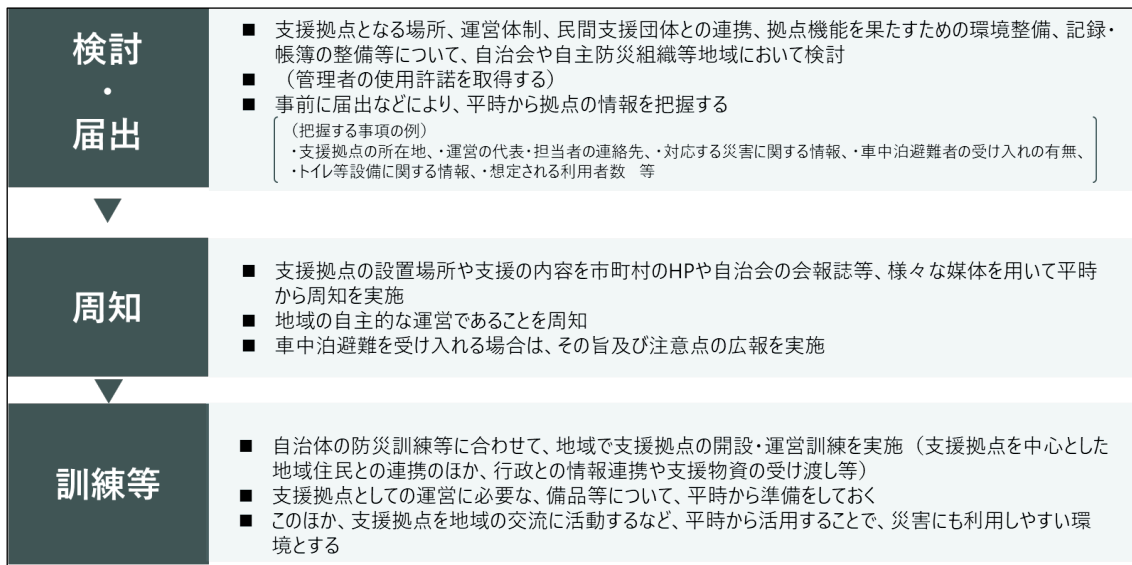 検討
・
届出
■ 支援拠点となる場所、運営体制、民間支援団体との連携、拠点機能を果たすための環境整備、記録・
帳簿の整備等について、自治会や自主防災組織等地域において検討
■ （管理者の使用許諾を取得する）
■ 事前に届出などにより、平時から拠点の情報を把握する
（把握する事項の例）
・支援拠点の所在地、・運営の代表・担当者の連絡先、・対応する災害に関する情報、・車中泊避難者の受け入れの有無、
・トイレ等設備に関する情報、・想定される利用者数　等
周知
■ 支援拠点の設置場所や支援の内容を市町村のHPや自治会の会報誌等、様々な媒体を用いて平時
から周知を実施
■ 地域の自主的な運営であることを周知
■ 車中泊避難を受け入れる場合は、その旨及び注意点の広報を実施
訓練等
■ 自治体の防災訓練等に合わせて、地域で支援拠点の開設・運営訓練を実施（支援拠点を中心とした
地域住民との連携のほか、行政との情報連携や支援物資の受け渡し等）
■ 支援拠点としての運営に必要な、備品等について、平時から準備をしておく
■ このほか、支援拠点を地域の交流に活動するなど、平時から活用することで、災害にも利用しやすい環
境とする